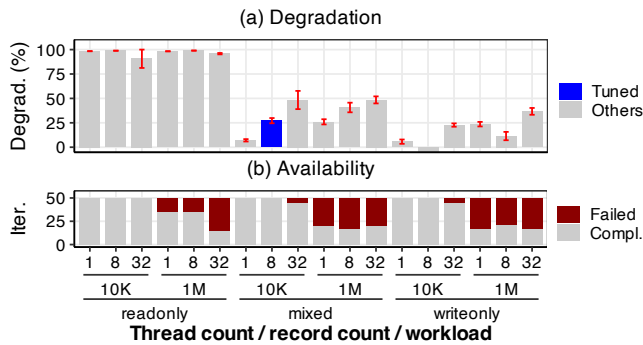 (a) Degradation
Degrad. (%)
100
75
50
25
0
Tuned
Others
(b) Availability
Iter.
50
25
0
Failed
Compl.
1 8 32 1 8 32 1 8 32 1 8 32 1 8 32 1 8 32
10K 1M 10K 1M 10K 1M
readonly mixed writeonly
Thread count / record count / workload